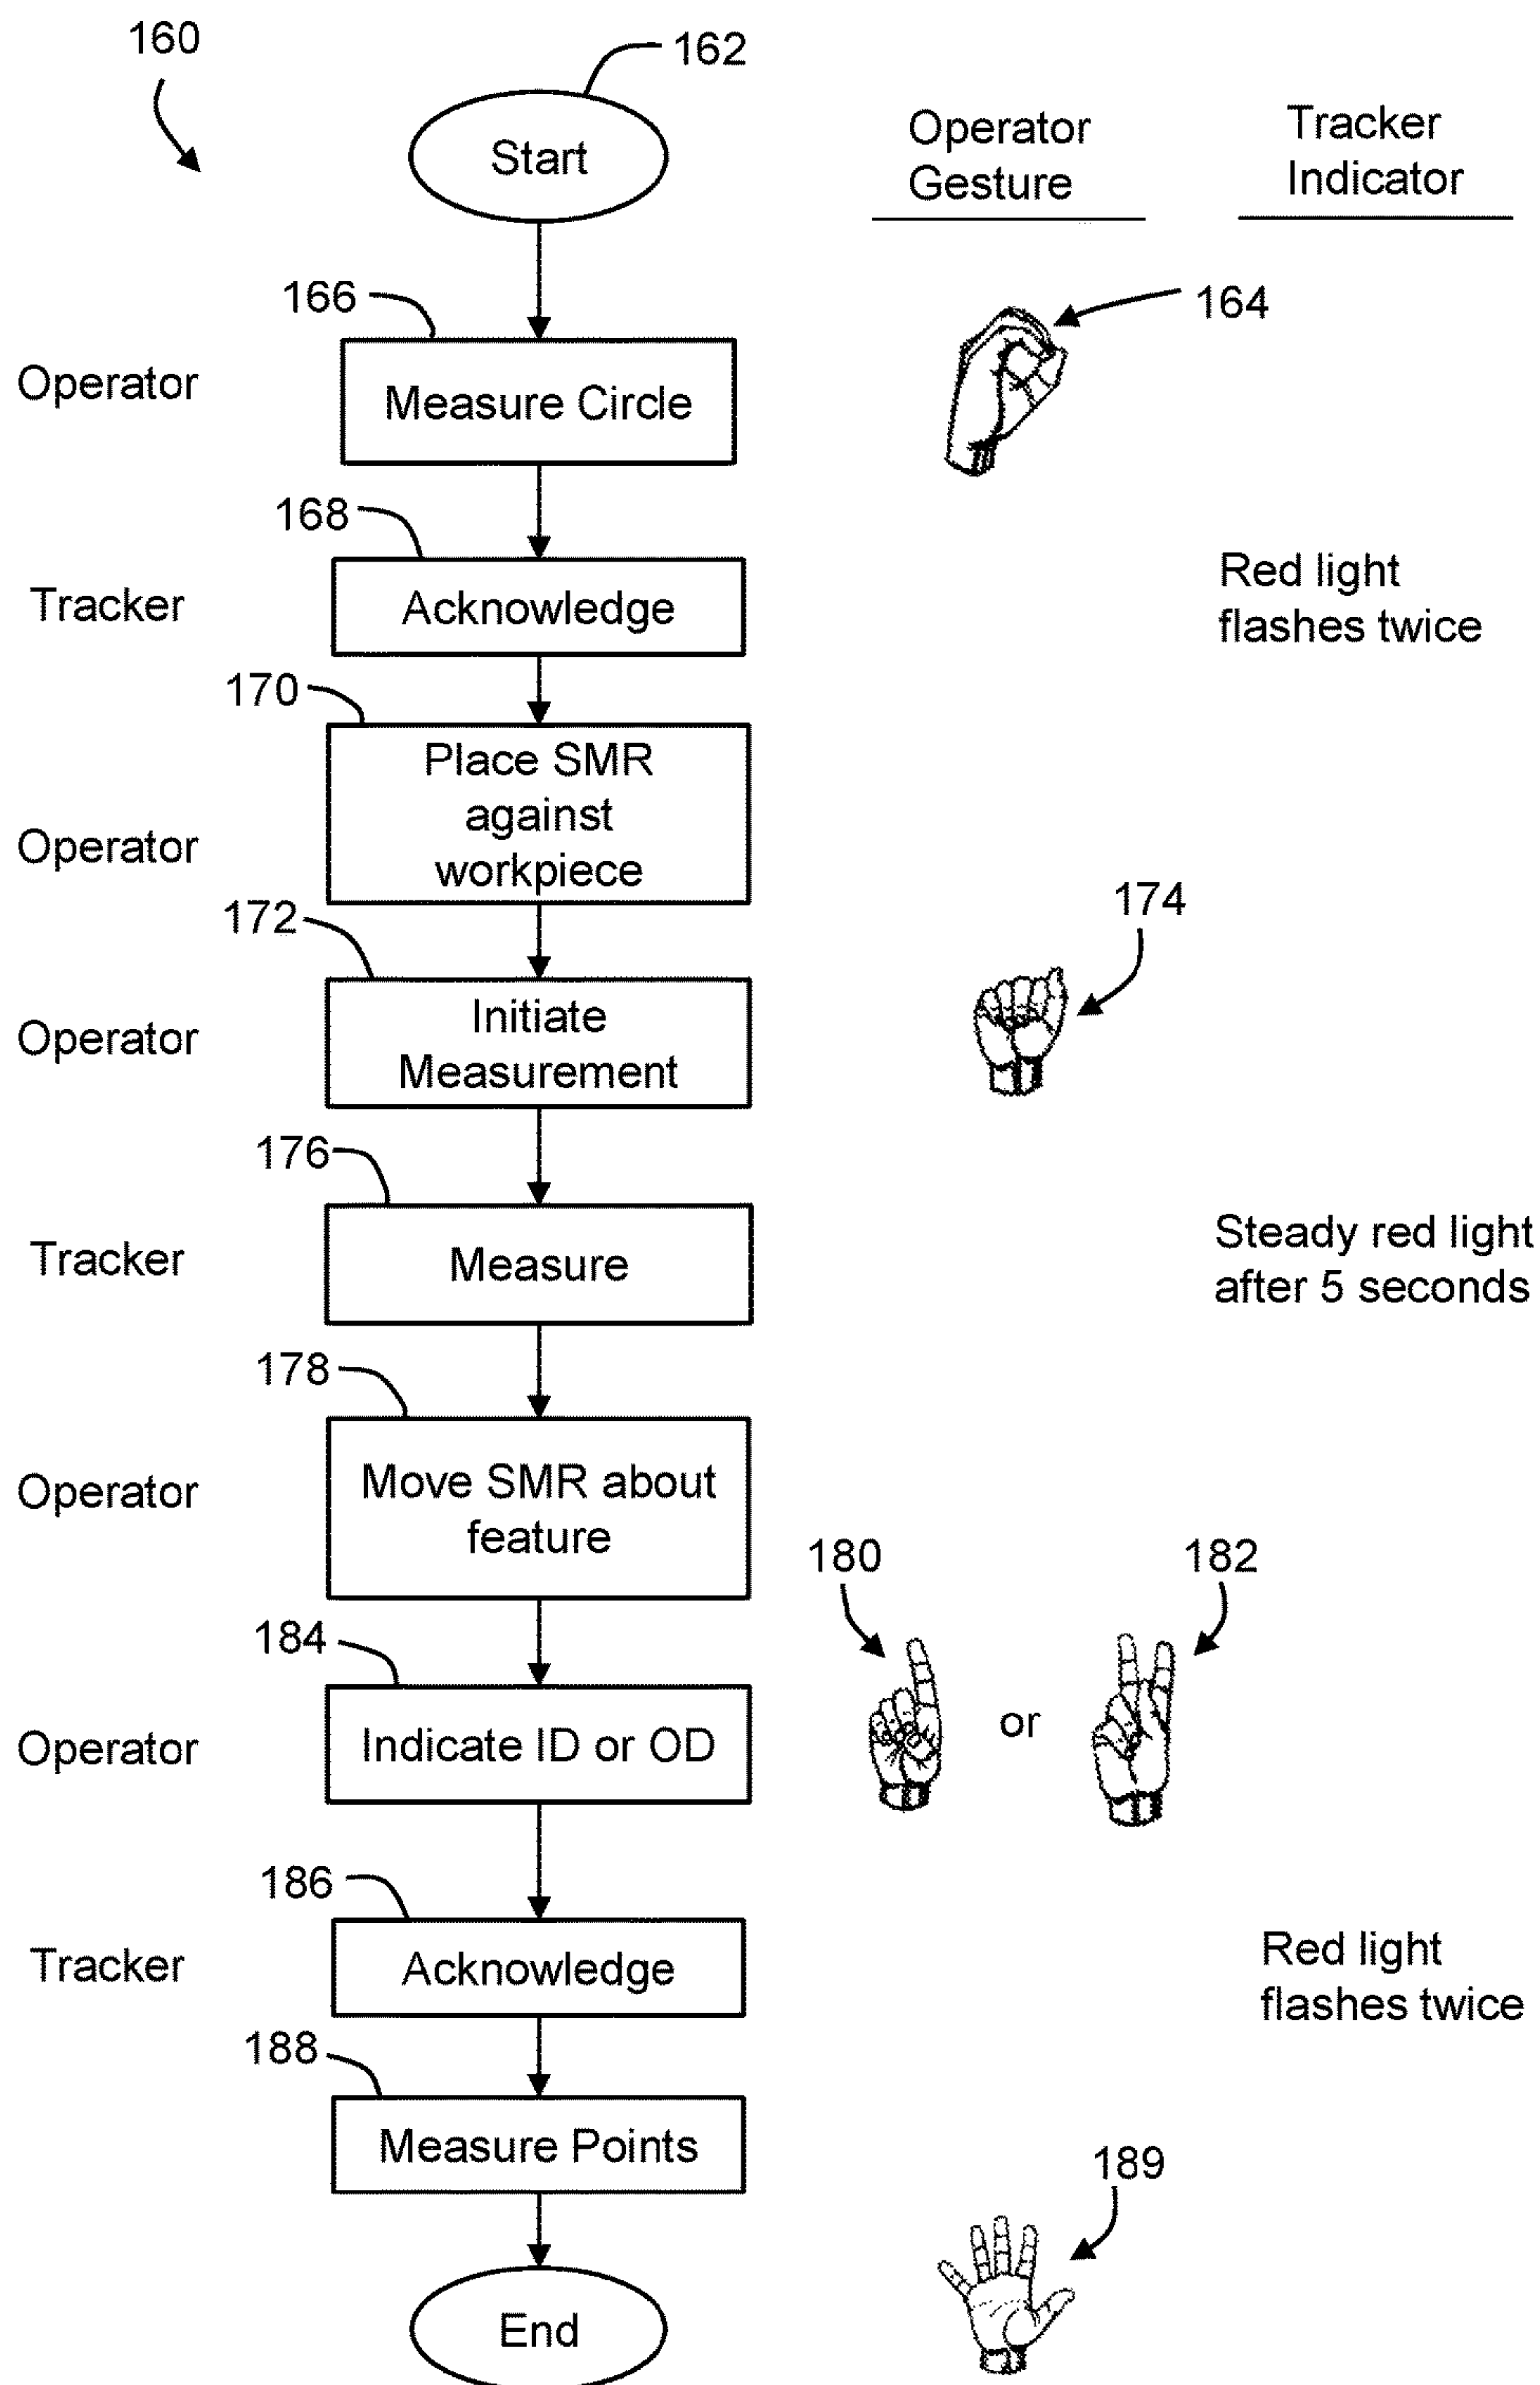 160
162
Start
Operator
Gesture
Tracker
Indicator
166
164
Operator
Measure Circle
168
Tracker
Acknowledge
Red light
flashes twice
170
Operator
Place SMR
against
workpiece
172
174
Operator
Initiate
Measurement
176
Tracker
Measure
Steady red light
after 5 seconds
178
Operator
Move SMR about
feature
180
182
184
Operator
Indicate ID or OD
or
186
Tracker
Acknowledge
Red light
flashes twice
188
Measure Points
189
End